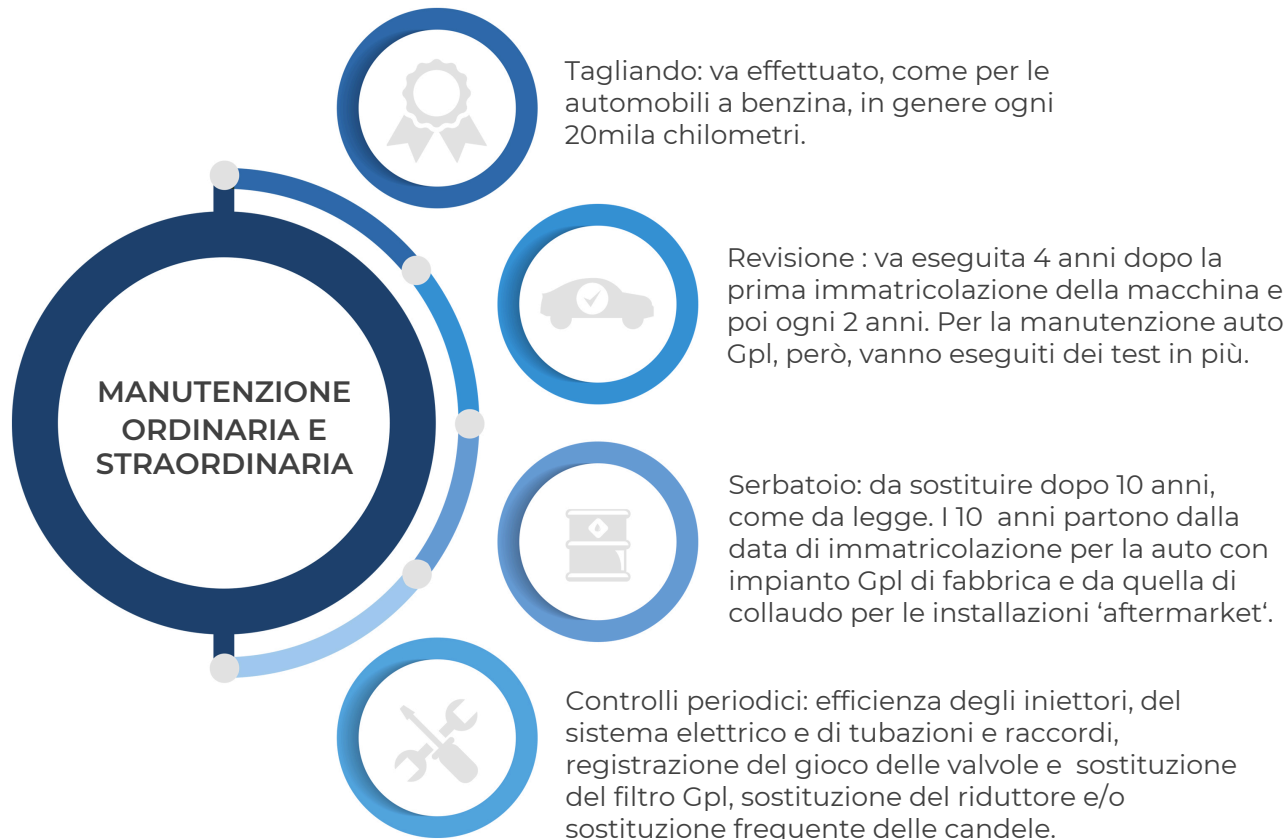 MANUTENZIONE
ORDINARIA E
STRAORDINARIA
Tagliando: va effettuato, come per le
automobili a benzina, in genere ogni
20mila chilometri.
Revisione : va eseguita 4 anni dopo la
prima immatricolazione della macchina e
poi ogni 2 anni. Per la manutenzione auto
Gpl, però, vanno eseguiti dei test in più.
Serbatoio: da sostituire dopo 10 anni,
come da legge. I 10 anni partono dalla
data di immatricolazione per la auto con
impianto Gpl di fabbrica e da quella di
collaudo per le installazioni ‘aftermarket‘.
Controlli periodici: efficienza degli iniettori, del
sistema elettrico e di tubazioni e raccordi,
registrazione del gioco delle valvole e sostituzione
del filtro Gpl, sostituzione del riduttore e/o
sostituzione frequente delle candele.